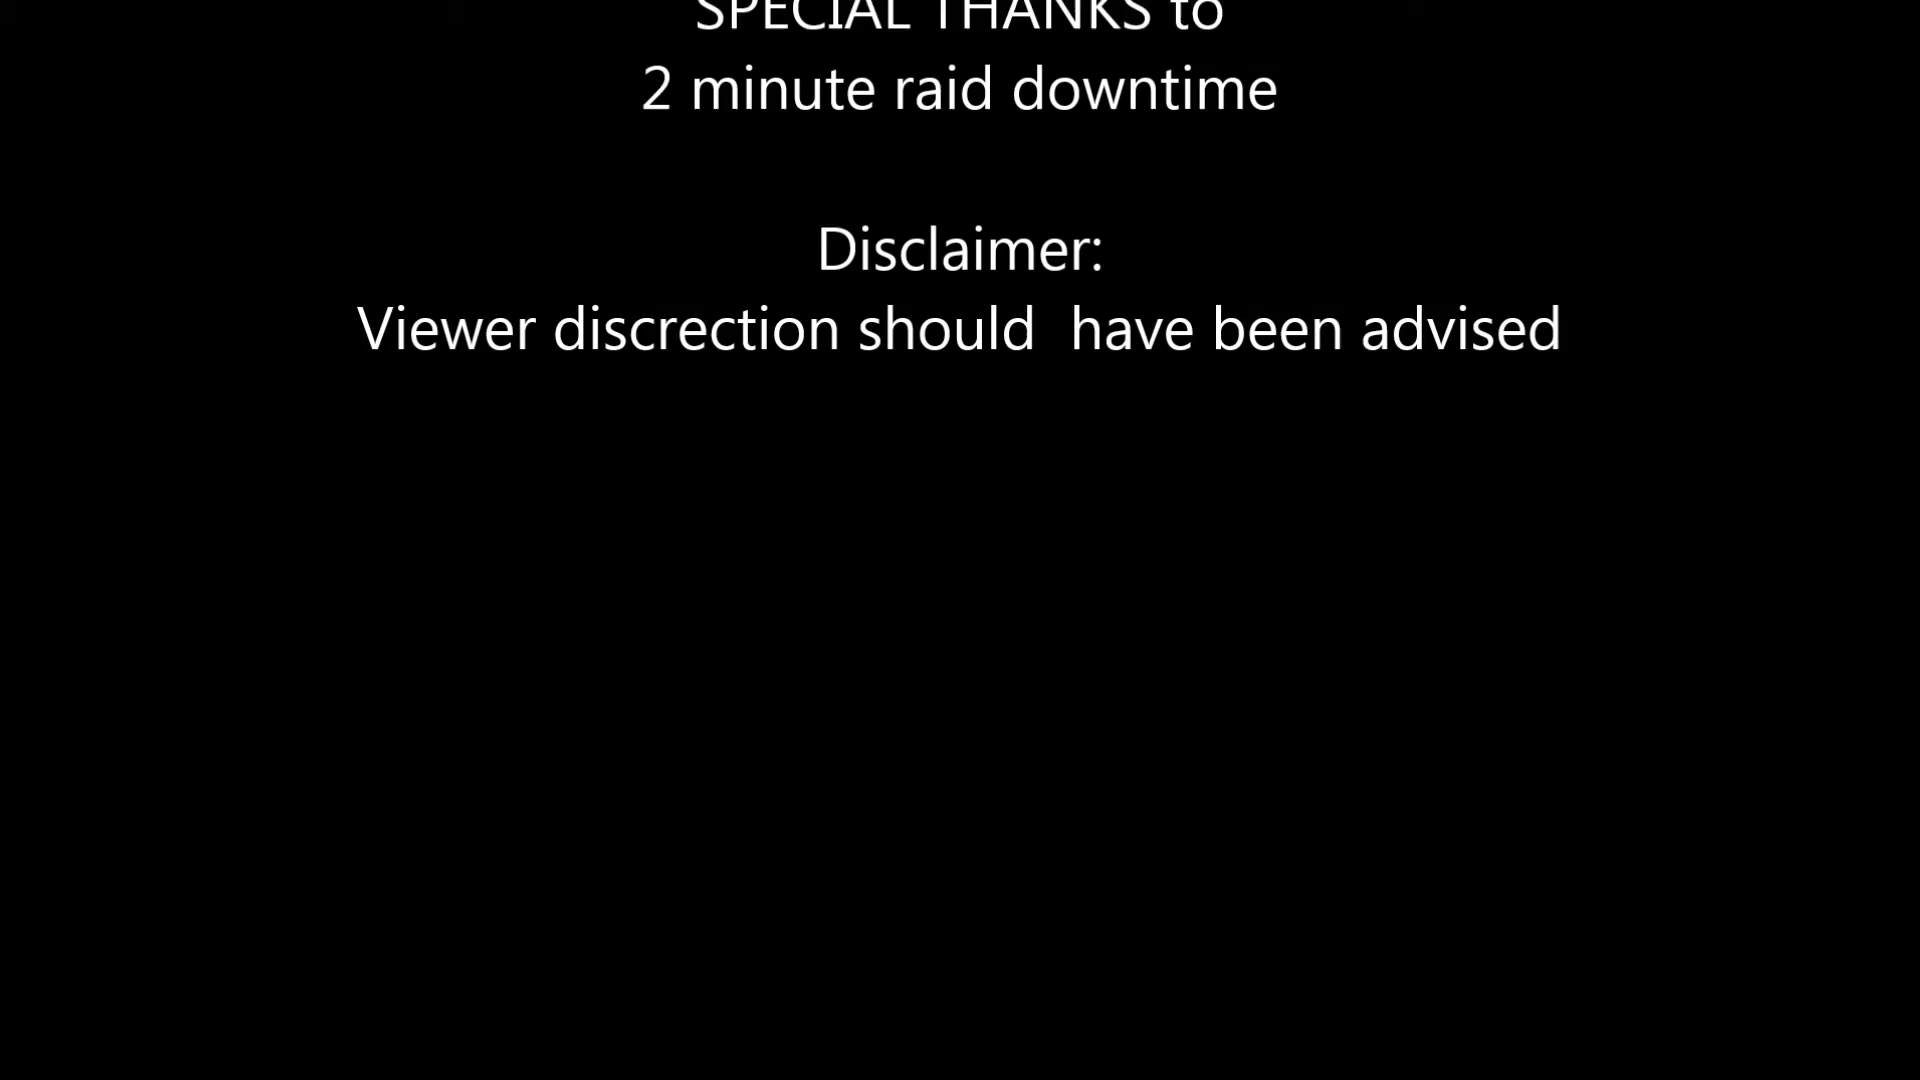 SPECIAL THANKS to
2 minute raid downtime
Disclaimer:
Viewer discrection should  have been advised